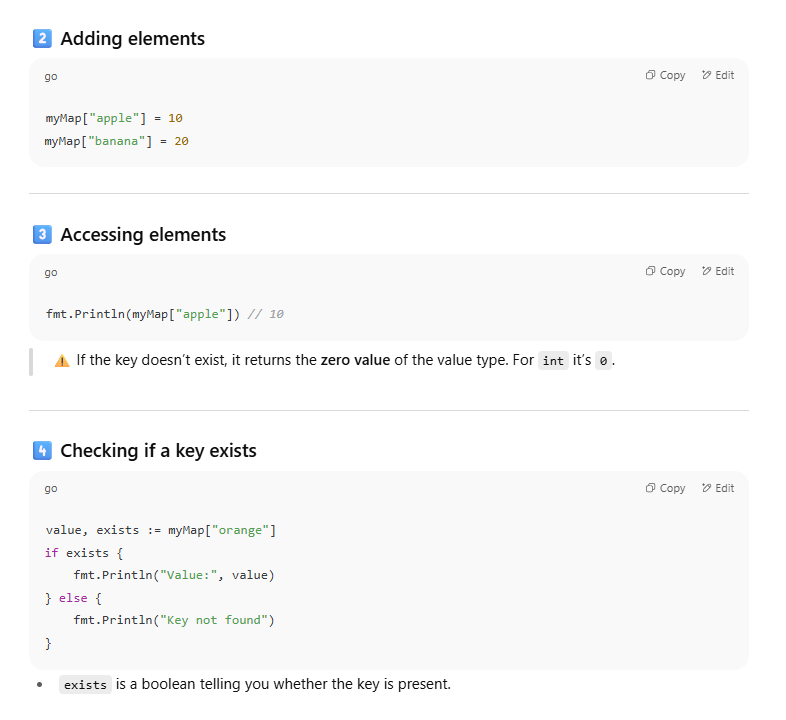 2️⃣ Adding elements
go
Copy Edit
myMap["apple"] = 10
myMap["banana"] = 20
3️⃣ Accessing elements
go
Copy Edit
fmt.Println(myMap["apple"]) // 10
⚠️ If the key doesn’t exist, it returns the zero value of the value type. For int it’s 0.
4️⃣ Checking if a key exists
go
Copy Edit
value, exists := myMap["orange"]
if exists {
    fmt.Println("Value:", value)
} else {
    fmt.Println("Key not found")
}
• exists is a boolean telling you whether the key is present.